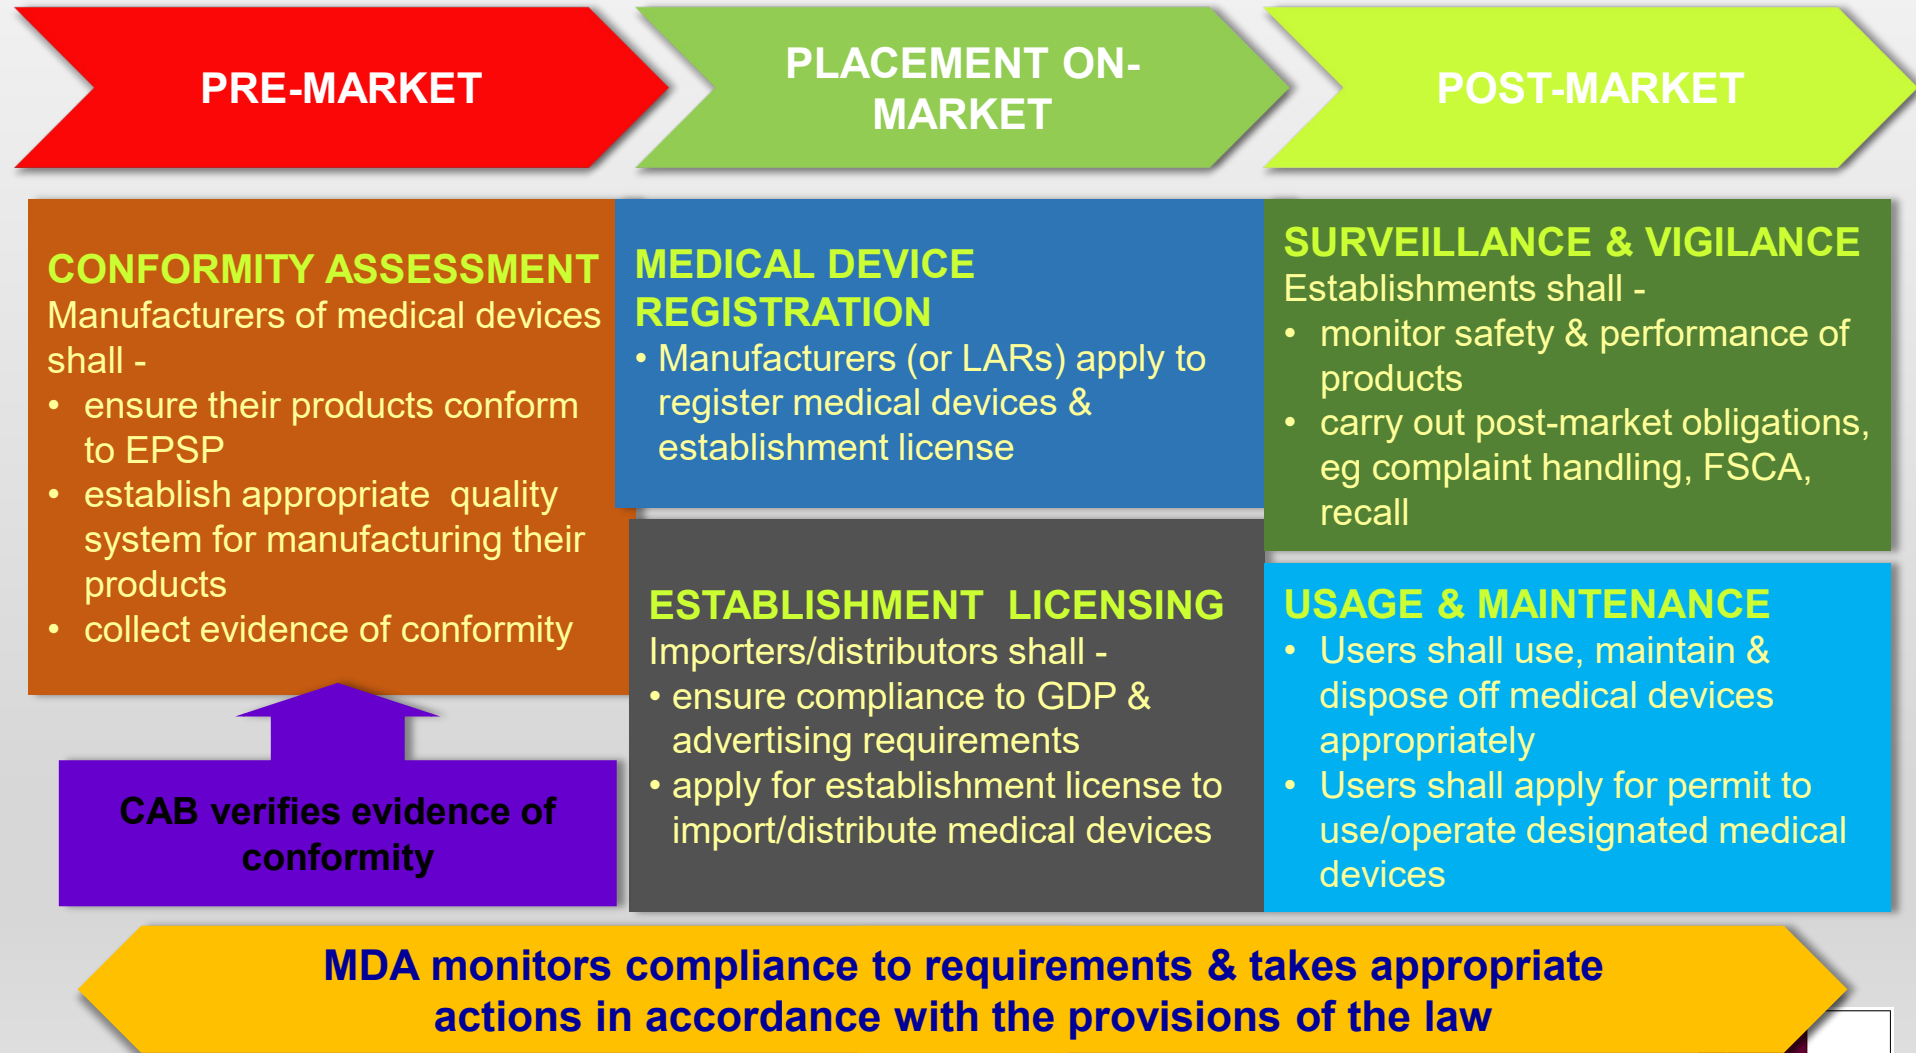 PRE-MARKET
PLACEMENT ON-
MARKET
POST-MARKET
CONFORMITY ASSESSMENT
Manufacturers of medical devices
shall -
• ensure their products conform
to EPSP
• establish appropriate quality
system for manufacturing their
products
• collect evidence of conformity
CAB verifies evidence of
conformity
MEDICAL DEVICE
REGISTRATION
• Manufacturers (or LARs) apply to
register medical devices &
establishment license
ESTABLISHMENT LICENSING
Importers/distributors shall -
• ensure compliance to GDP &
advertising requirements
• apply for establishment license to
import/distribute medical devices
SURVEILLANCE & VIGILANCE
Establishments shall -
• monitor safety & performance of
products
• carry out post-market obligations,
eg complaint handling, FSCA,
recall
USAGE & MAINTENANCE
• Users shall use, maintain &
dispose off medical devices
appropriately
• Users shall apply for permit to
use/operate designated medical
devices
MDA monitors compliance to requirements & takes appropriate
actions in accordance with the provisions of the law